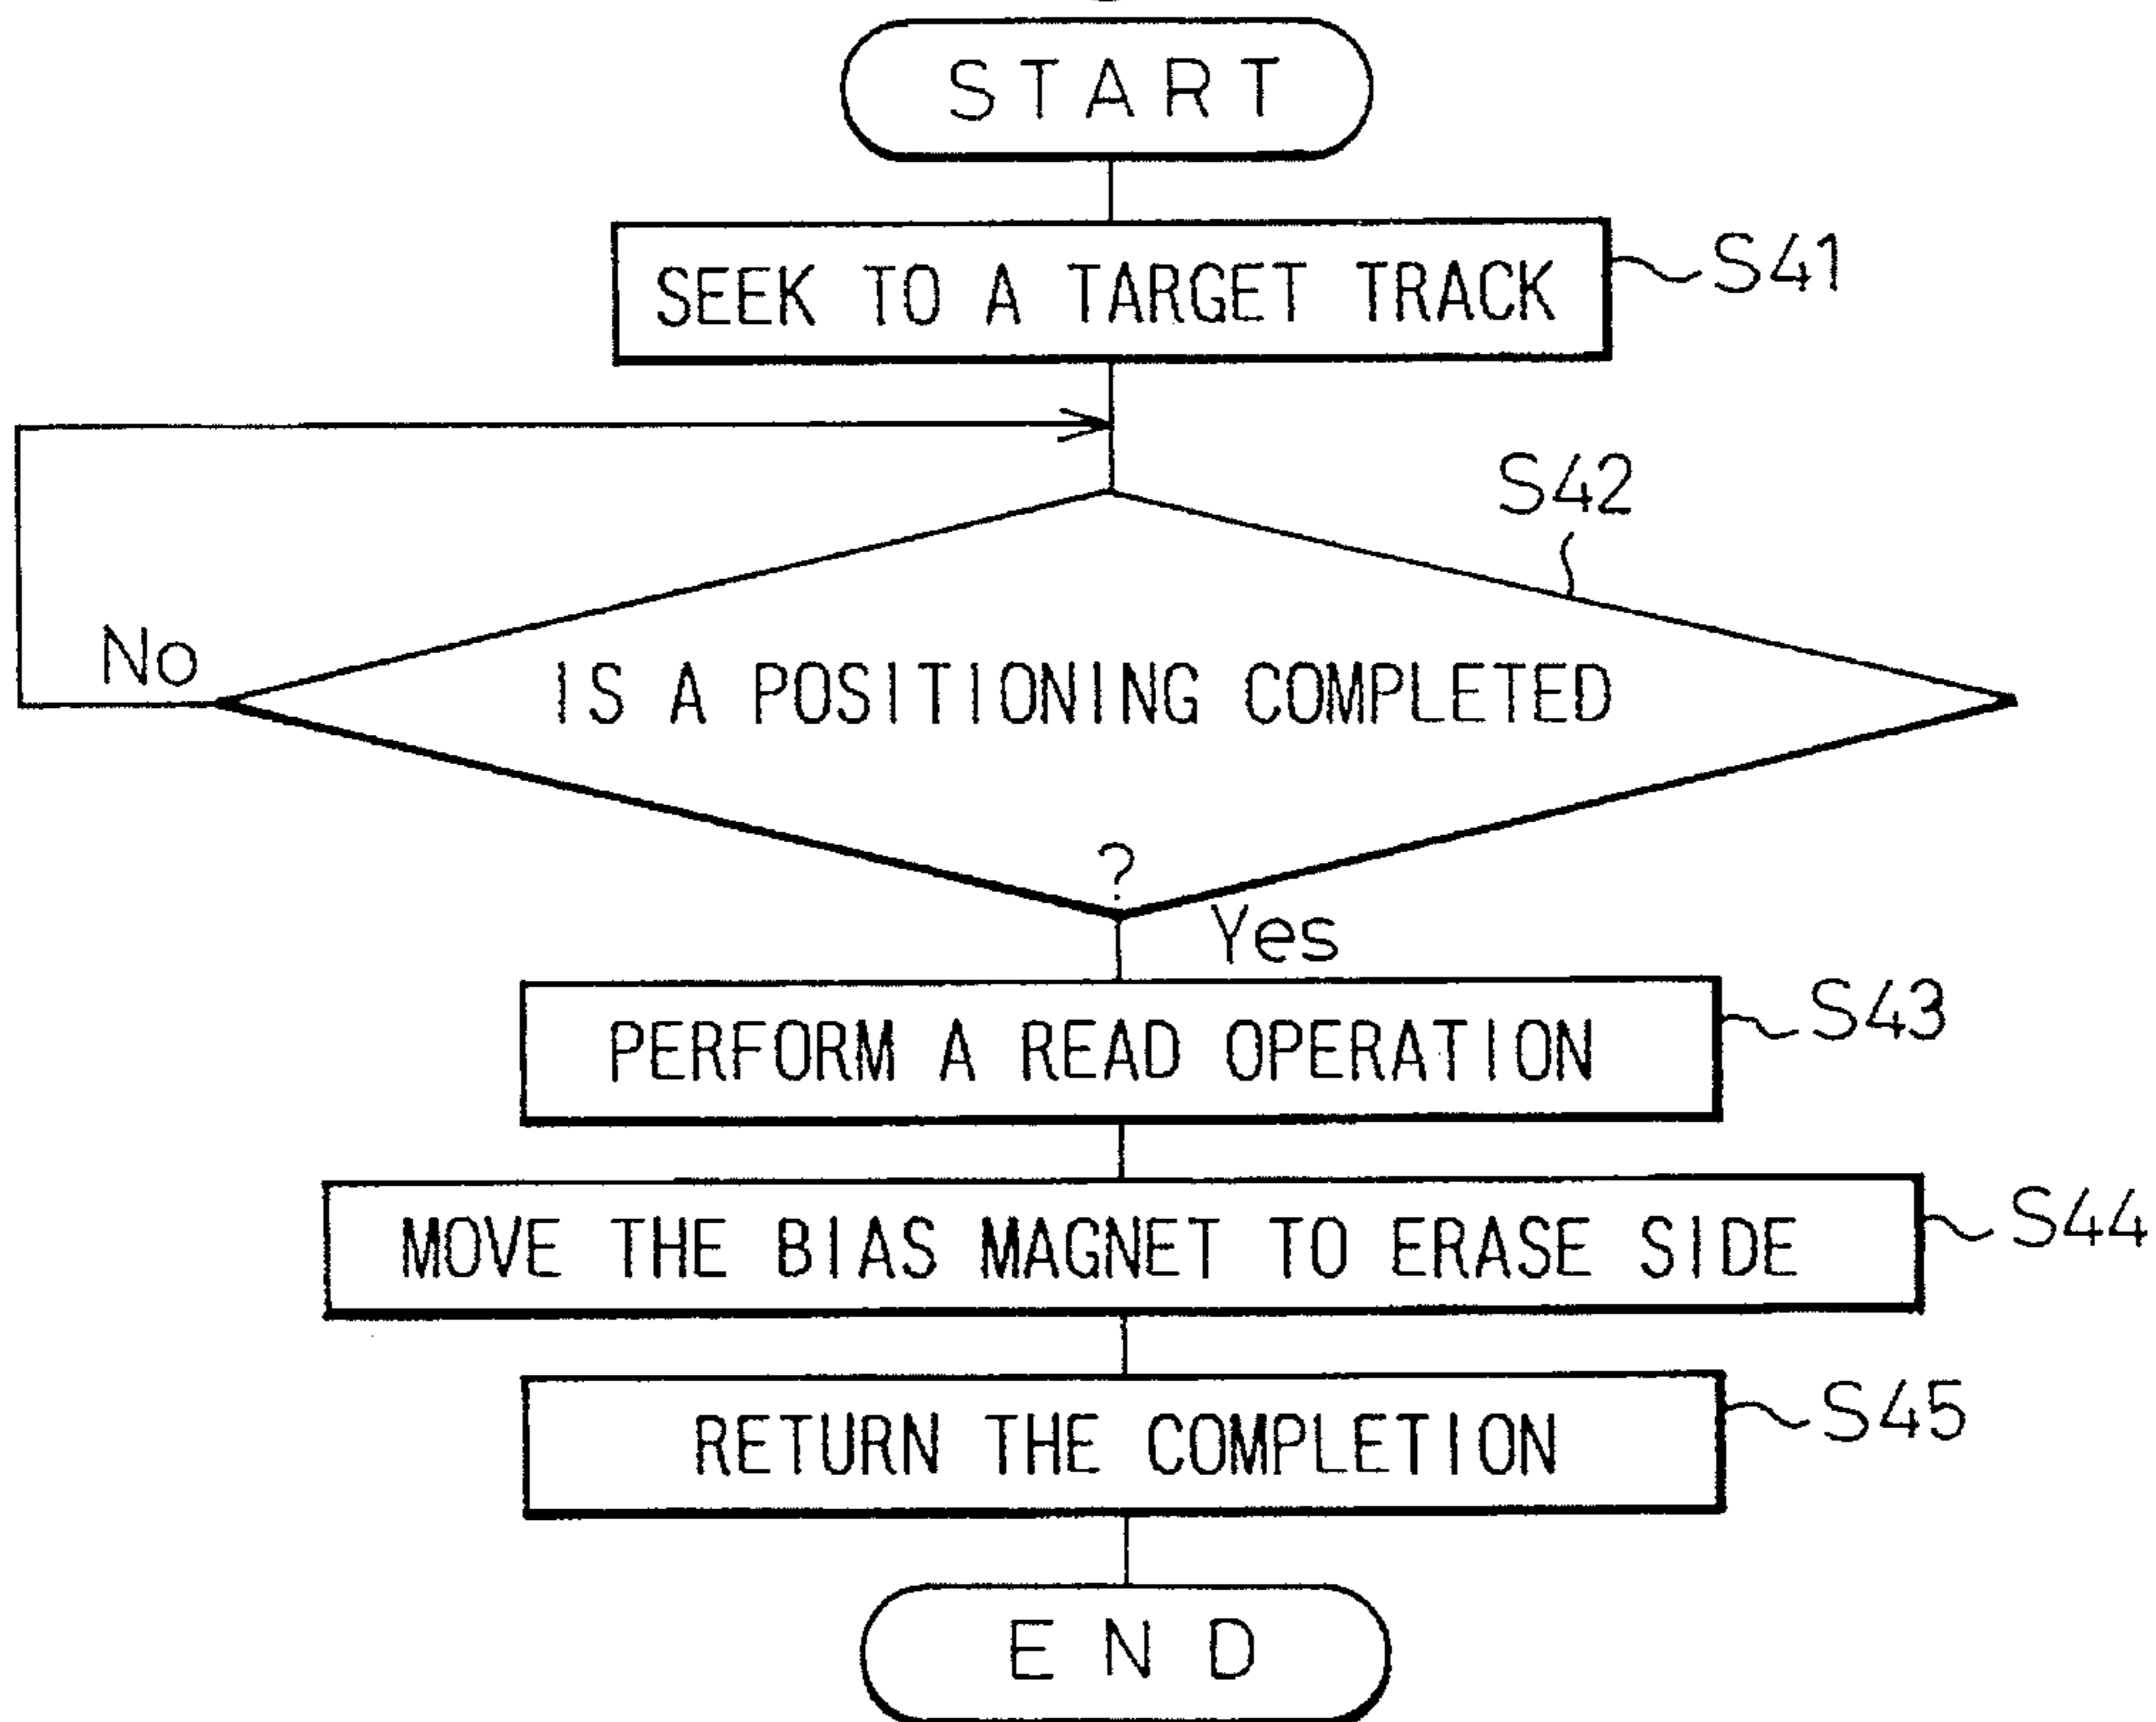 START
SEEK TO A TARGET TRACK
S41
S42
No
IS A POSITIONING COMPLETED
?
Yes
PERFORM A READ OPERATION
S43
MOVE THE BIAS MAGNET TO ERASE SIDE
S44
RETURN THE COMPLETION
S45
END